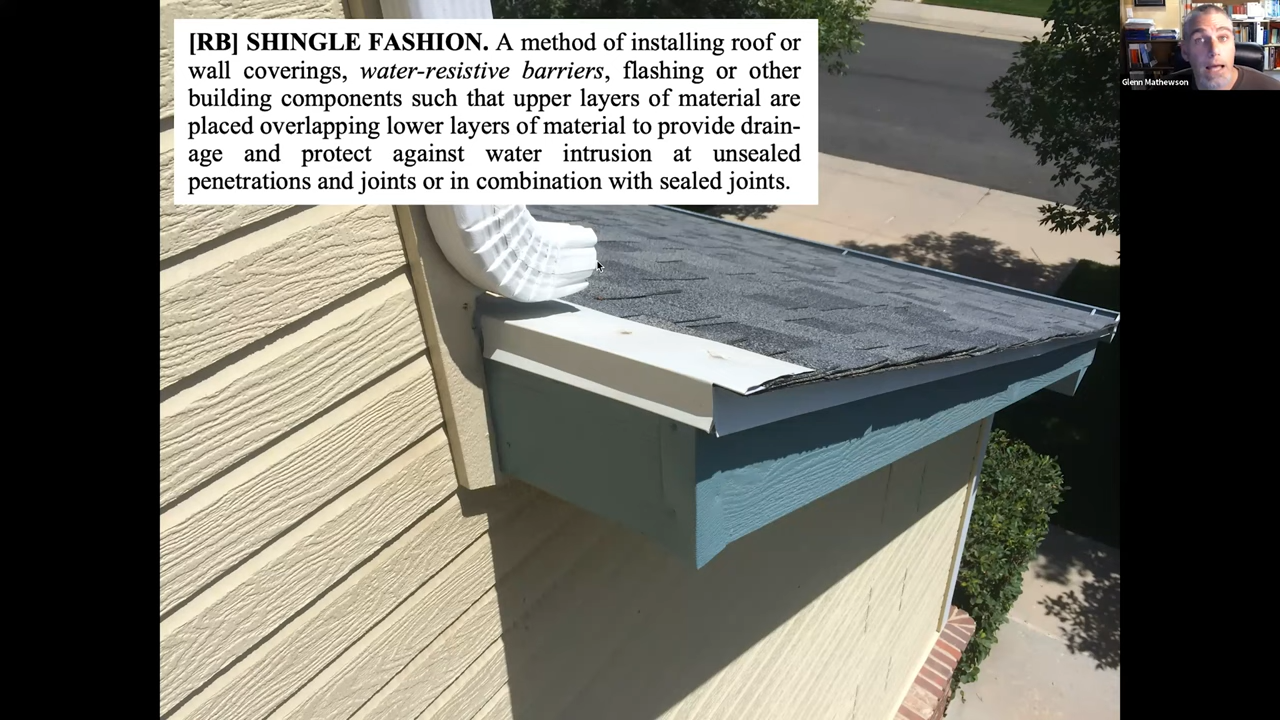 [RB] SHINGLE FASHION. A method of installing roof or
wall coverings, water-resistive barriers, flashing or other
building components such that upper layers of material are
placed overlapping lower layers of material to provide drain-
age and protect against water intrusion at unsealed
penetrations and joints or in combination with sealed joints.
Glenn Mathewson